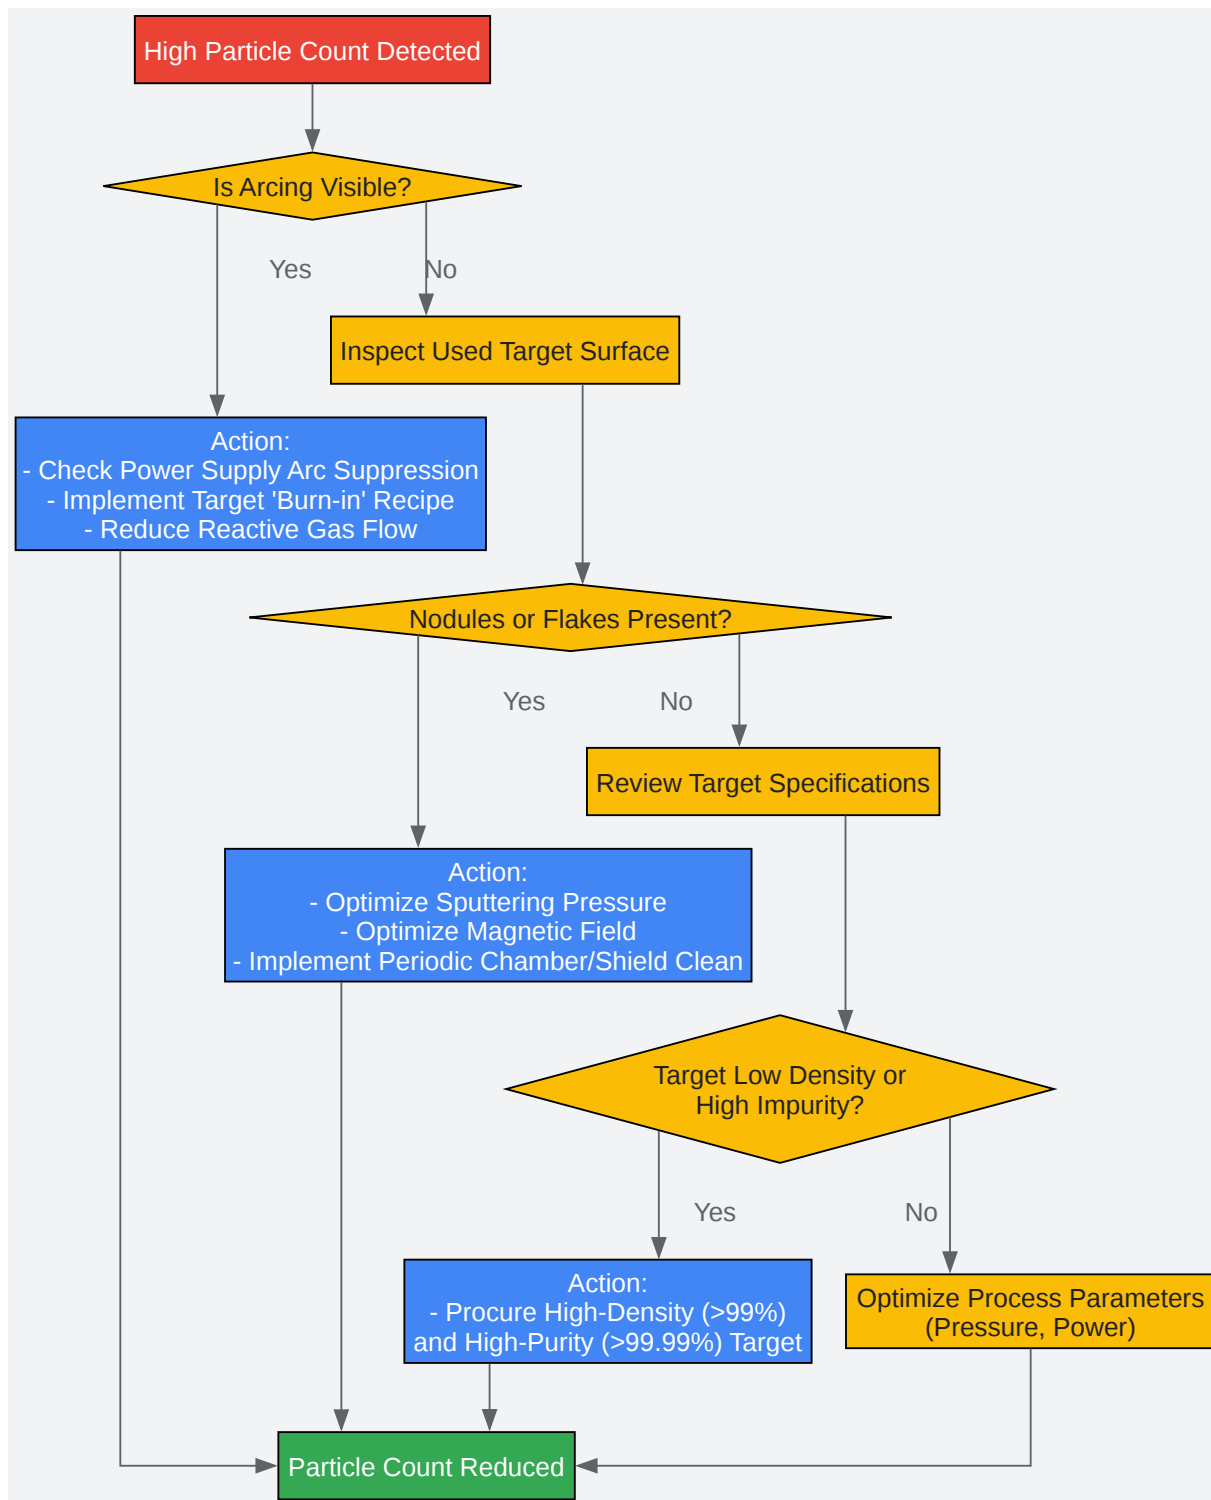 High Particle Count Detected
Is Arcing Visible?
Yes
No
Inspect Used Target Surface
Action:
- Check Power Supply Arc Suppression
- Implement Target 'Burn-in' Recipe
- Reduce Reactive Gas Flow
Nodules or Flakes Present?
Yes
No
Review Target Specifications
Action:
- Optimize Sputtering Pressure
- Optimize Magnetic Field
- Implement Periodic Chamber/Shield Clean
Target Low Density or
High Impurity?
Yes
No
Action:
- Procure High-Density (>99%)
and High-Purity (>99.99%) Target
Optimize Process Parameters
(Pressure, Power)
Particle Count Reduced